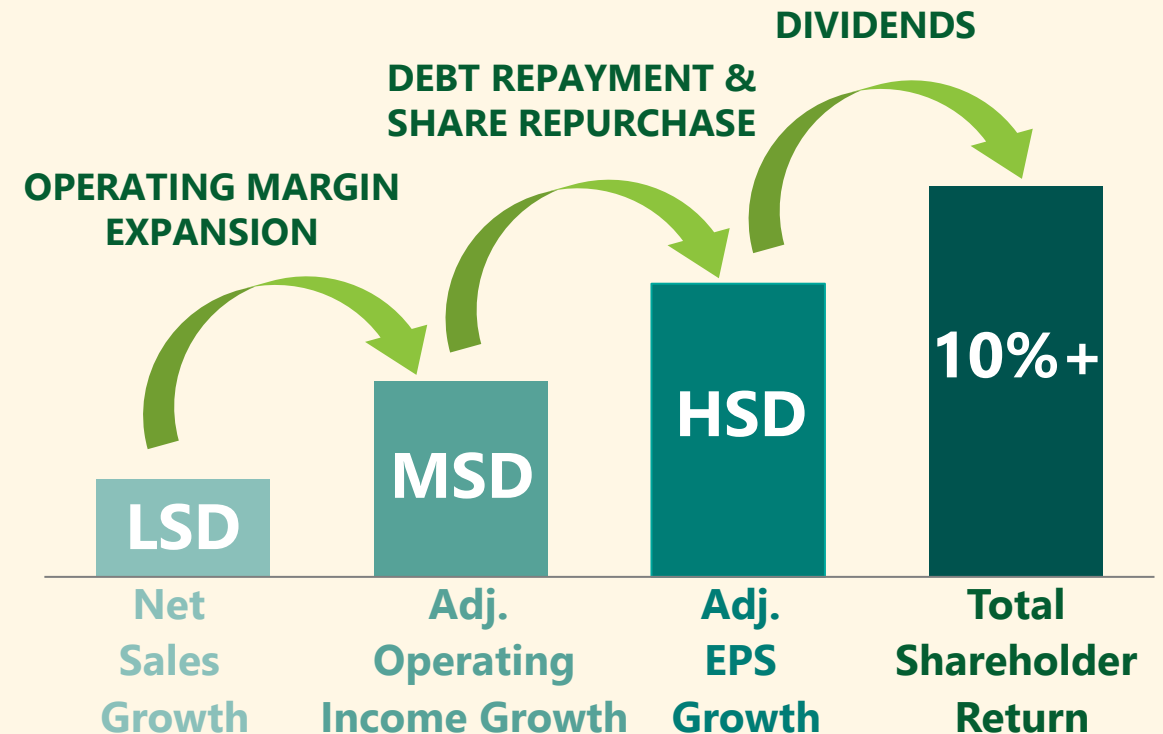 DIVIDENDS
DEBT REPAYMENT &
SHARE REPURCHASE
OPERATING MARGIN
EXPANSION
LSD
MSD
HSD
10%+
Net
Sales
Growth
Adj.
Operating
Income Growth
Adj.
EPS
Growth
Total
Shareholder
Return